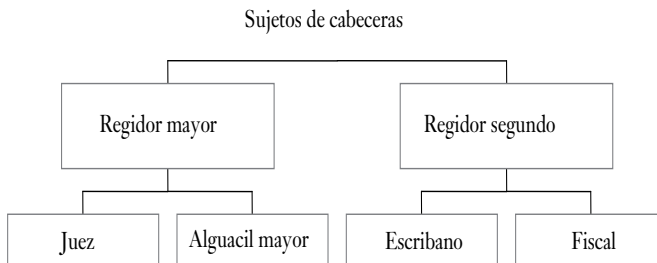 Sujetos de cabeceras
Regidor mayor
Regidor segundo
Juez
Alguacil mayor
Escribano
Fiscal